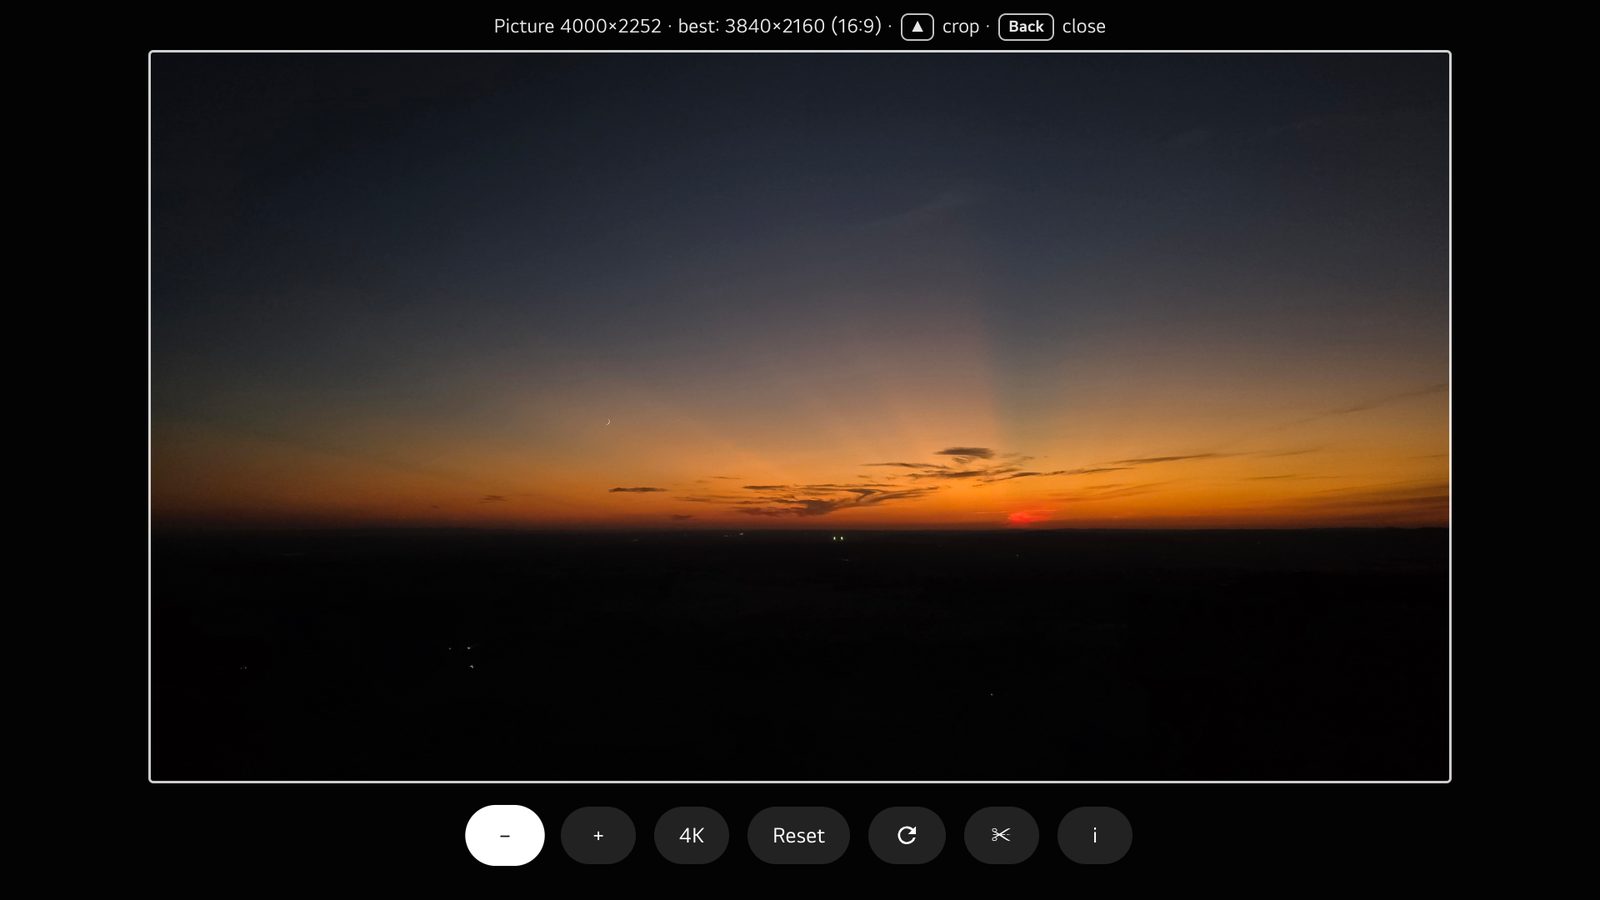 Picture 4000×2252 · best: 3840×2160 (16:9) · ▲ crop · Back close
− + 4K Reset i